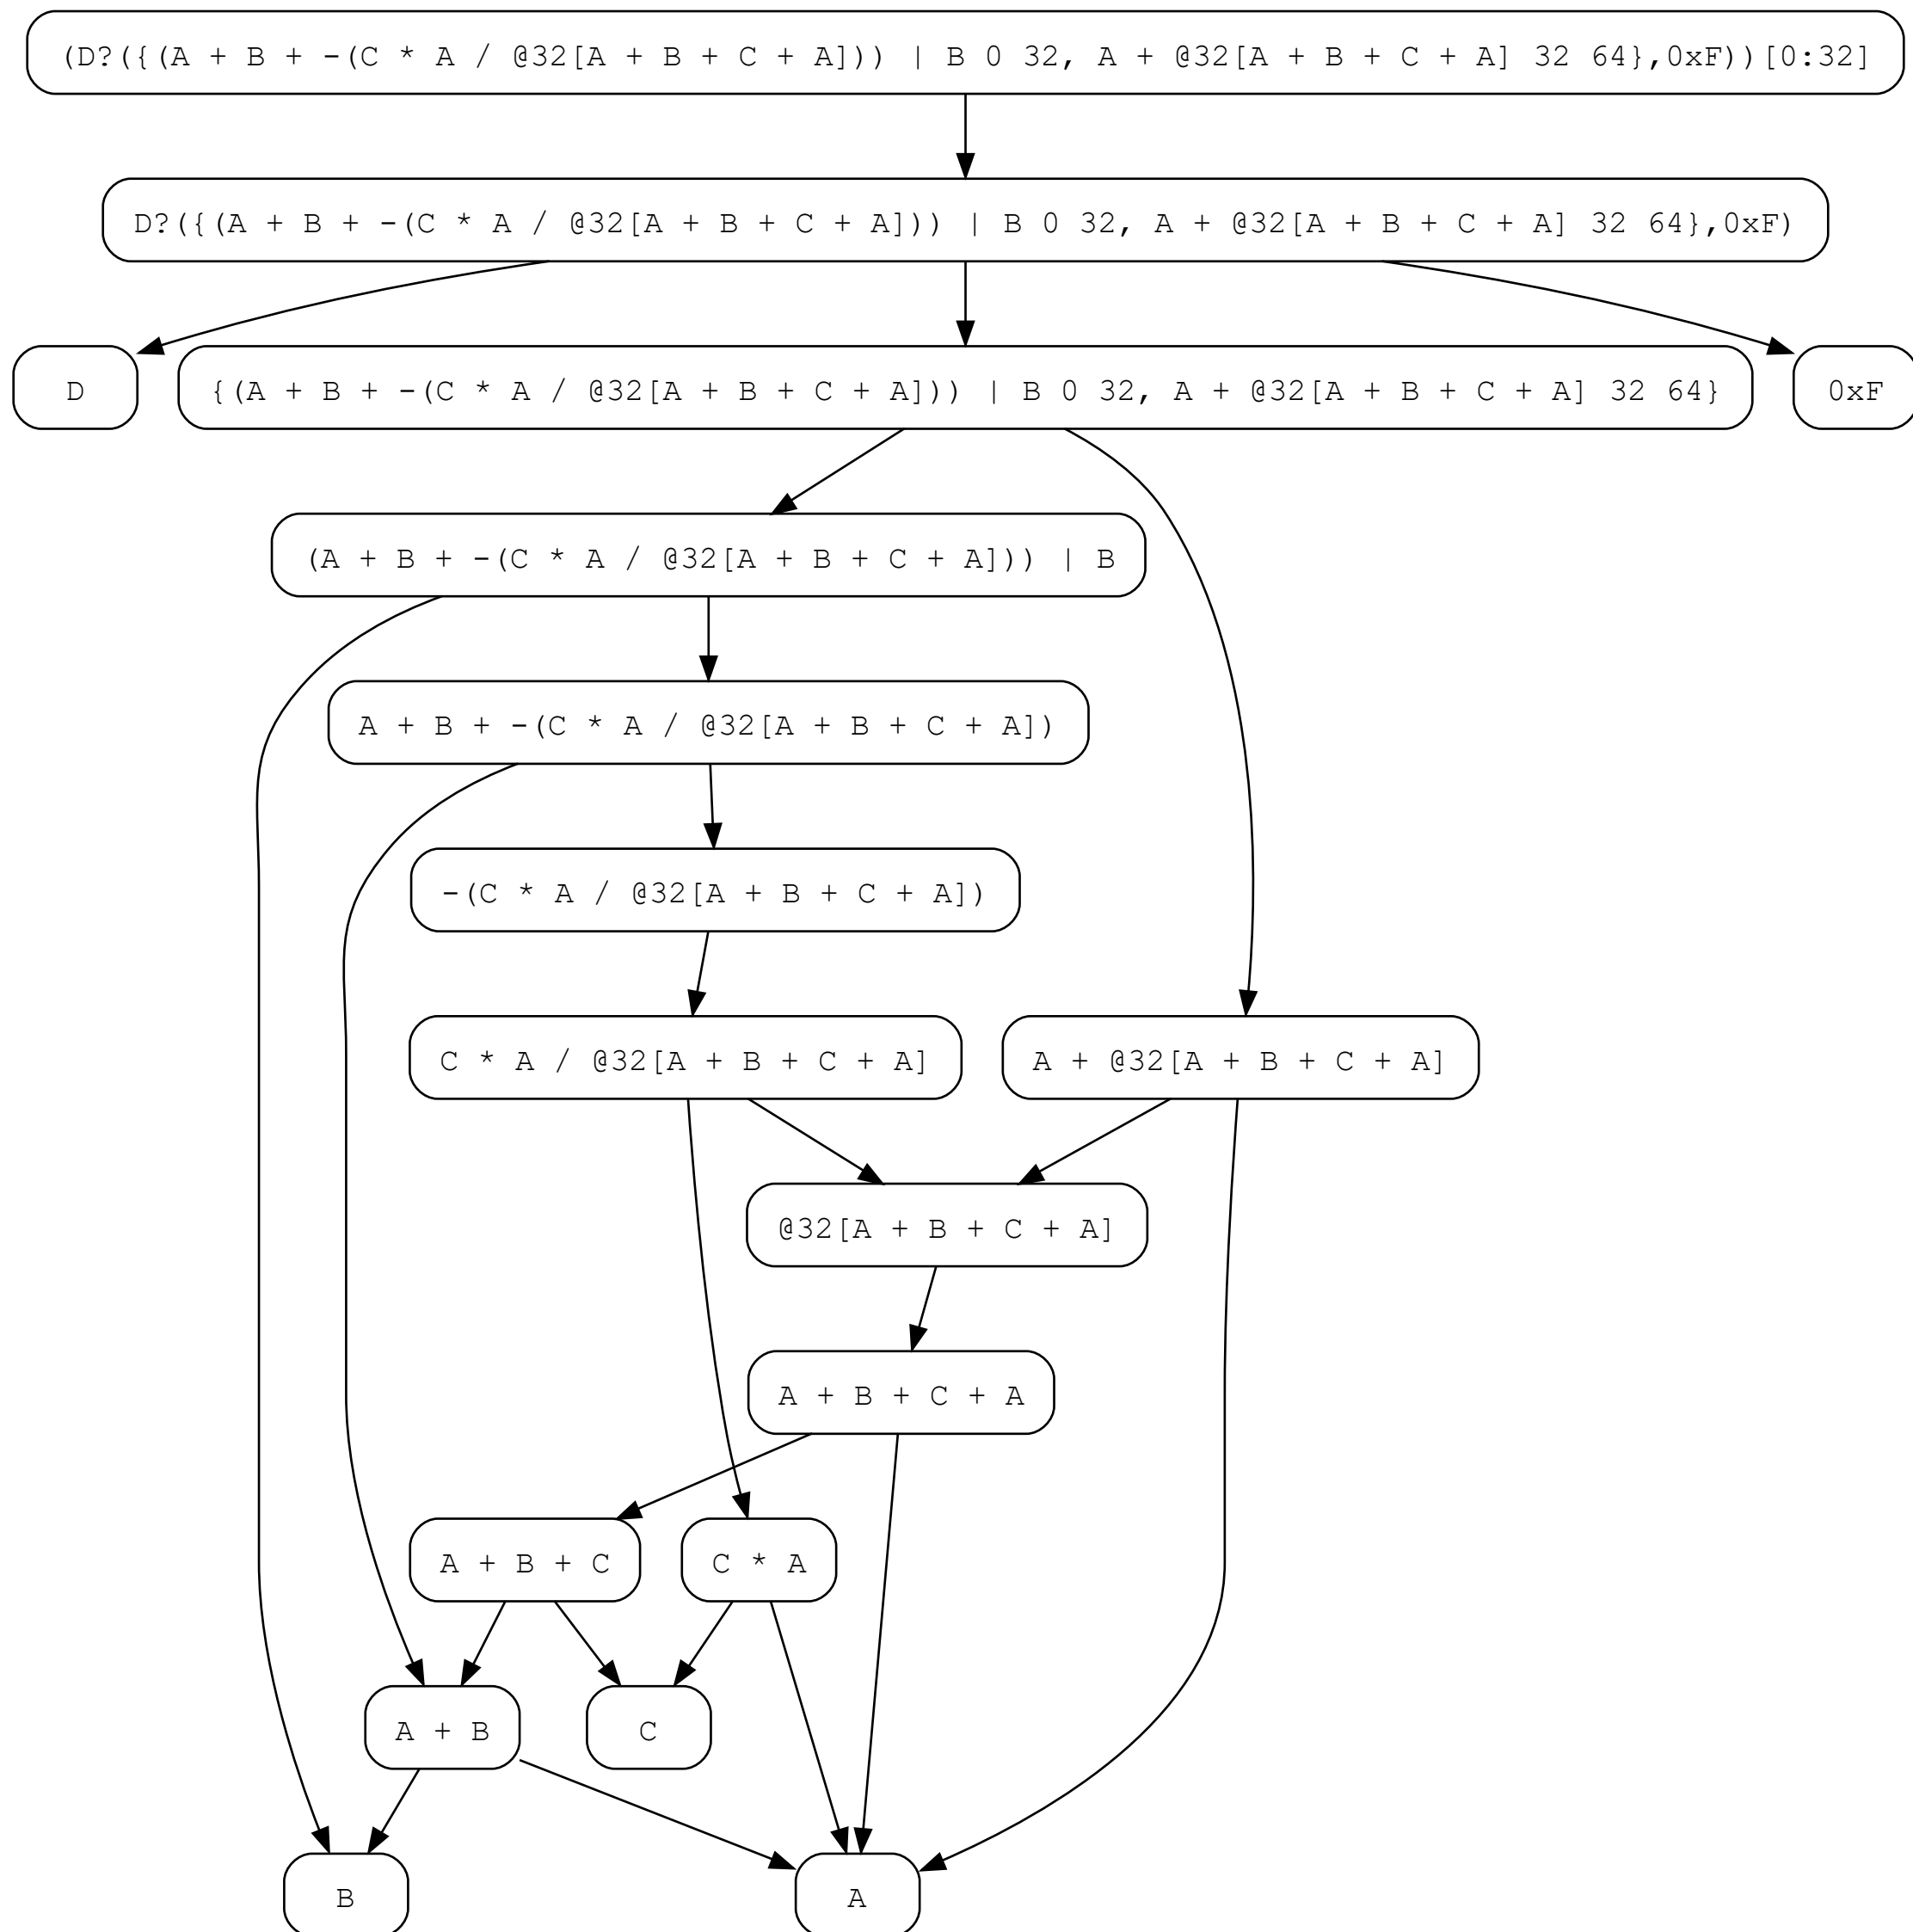 (D?({(A + B + -(C * A / @32[A + B + C + A])) | B 0 32, A + @32[A + B + C + A] 32 64},0xF))[0:32]
D?({(A + B + -(C * A / @32[A + B + C + A])) | B 0 32, A + @32[A + B + C + A] 32 64},0xF)
D
{(A + B + -(C * A / @32[A + B + C + A])) | B 0 32, A + @32[A + B + C + A] 32 64}
0xF
(A + B + -(C * A / @32[A + B + C + A])) | B
A + B + -(C * A / @32[A + B + C + A])
-(C * A / @32[A + B + C + A])
C * A / @32[A + B + C + A]
A + @32[A + B + C + A]
@32[A + B + C + A]
A + B + C + A
A + B + C
C * A
A + B
C
B
A